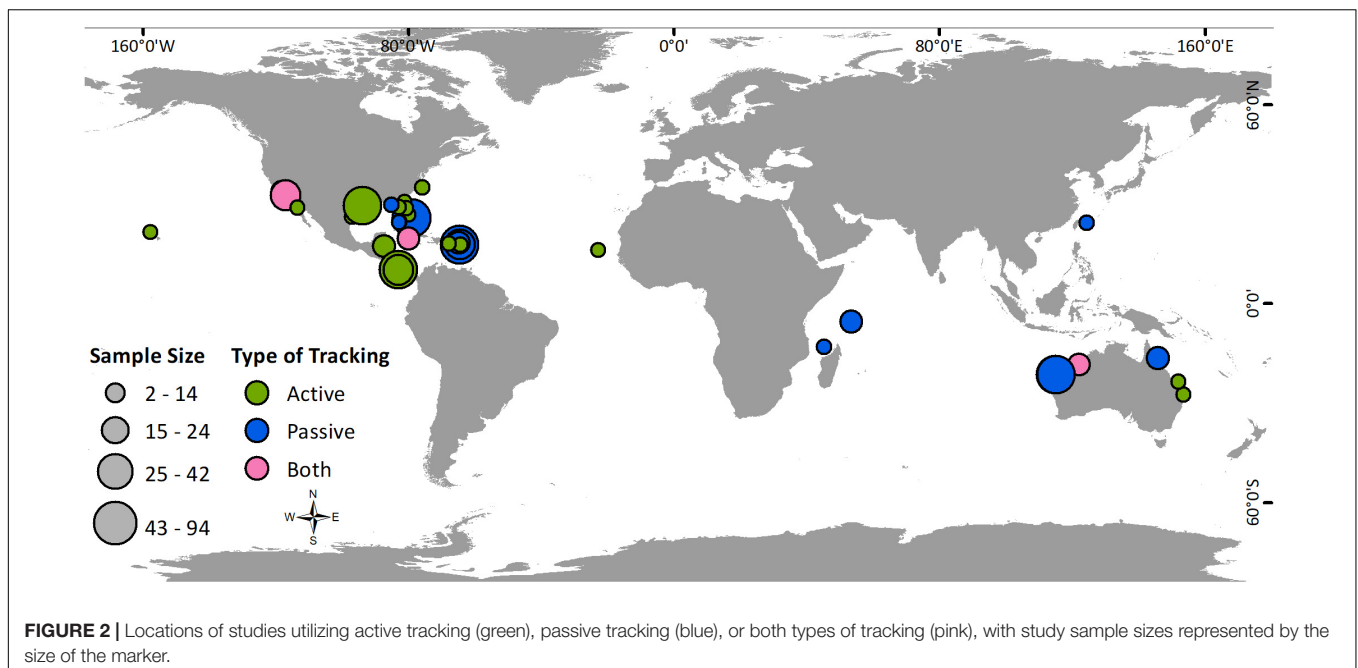 160°0'W 80°0'W 0°0' 80°0'E 160°0'E
60°0'N
0°0'
60°0'S
Sample Size Type of Tracking
2 - 14 Active
15 - 24 Passive
25 - 42 Both
43 - 94
N
W E
S
FIGURE 2 | Locations of studies utilizing active tracking (green), passive tracking (blue), or both types of tracking (pink), with study sample sizes represented by the
size of the marker.